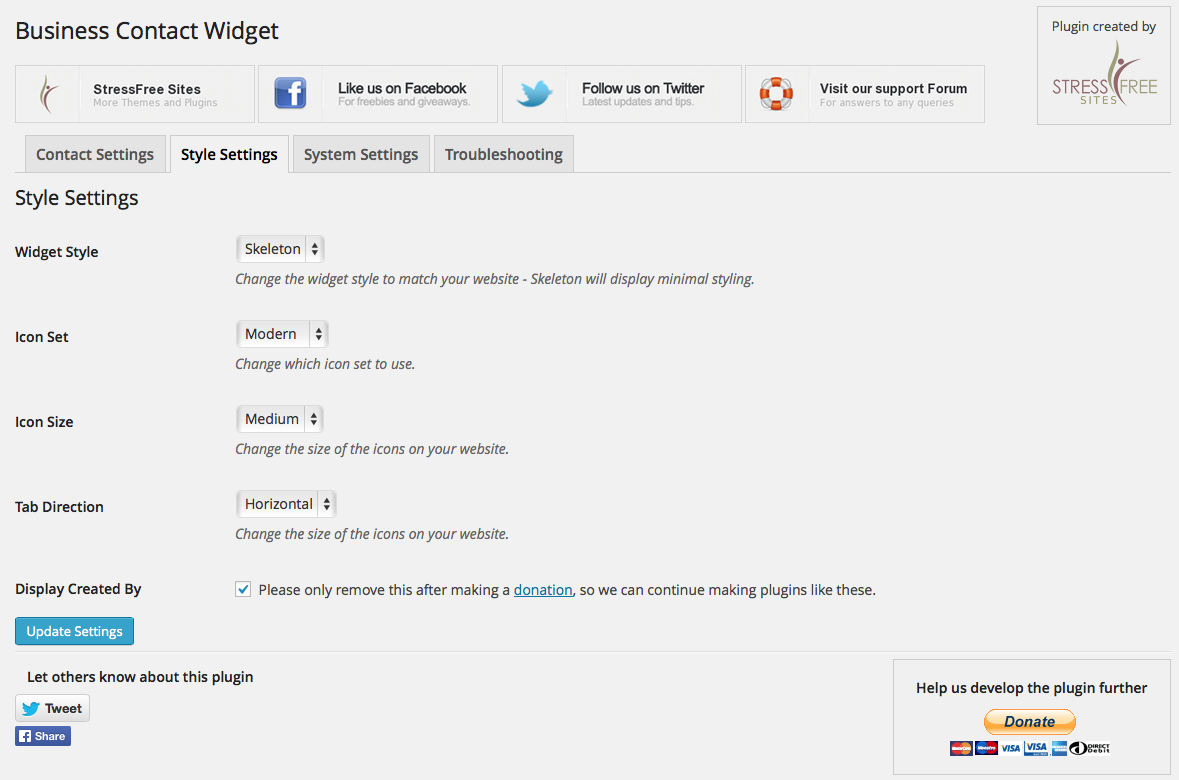 Business Contact Widget
Plugin created by
STRESS FREE
SITES
StressFree Sites
More Themes and Plugins
Like us on Facebook
For freebies and giveaways.
Follow us on Twitter
Latest updates and tips.
Visit our support Forum
For answers to any queries
Contact Settings
Style Settings
System Settings
Troubleshooting
Style Settings
Widget Style
Skeleton
Change the widget style to match your website - Skeleton will display minimal styling.
Icon Set
Modern
Change which icon set to use.
Icon Size
Medium
Change the size of the icons on your website.
Tab Direction
Horizontal
Change the size of the icons on your website.
Display Created By
Please only remove this after making a donation, so we can continue making plugins like these.
Update Settings
Let others know about this plugin
Tweet
Share
Help us develop the plugin further
Donate
MasterCard Maestro VISA VISA
DIRECT
Debit